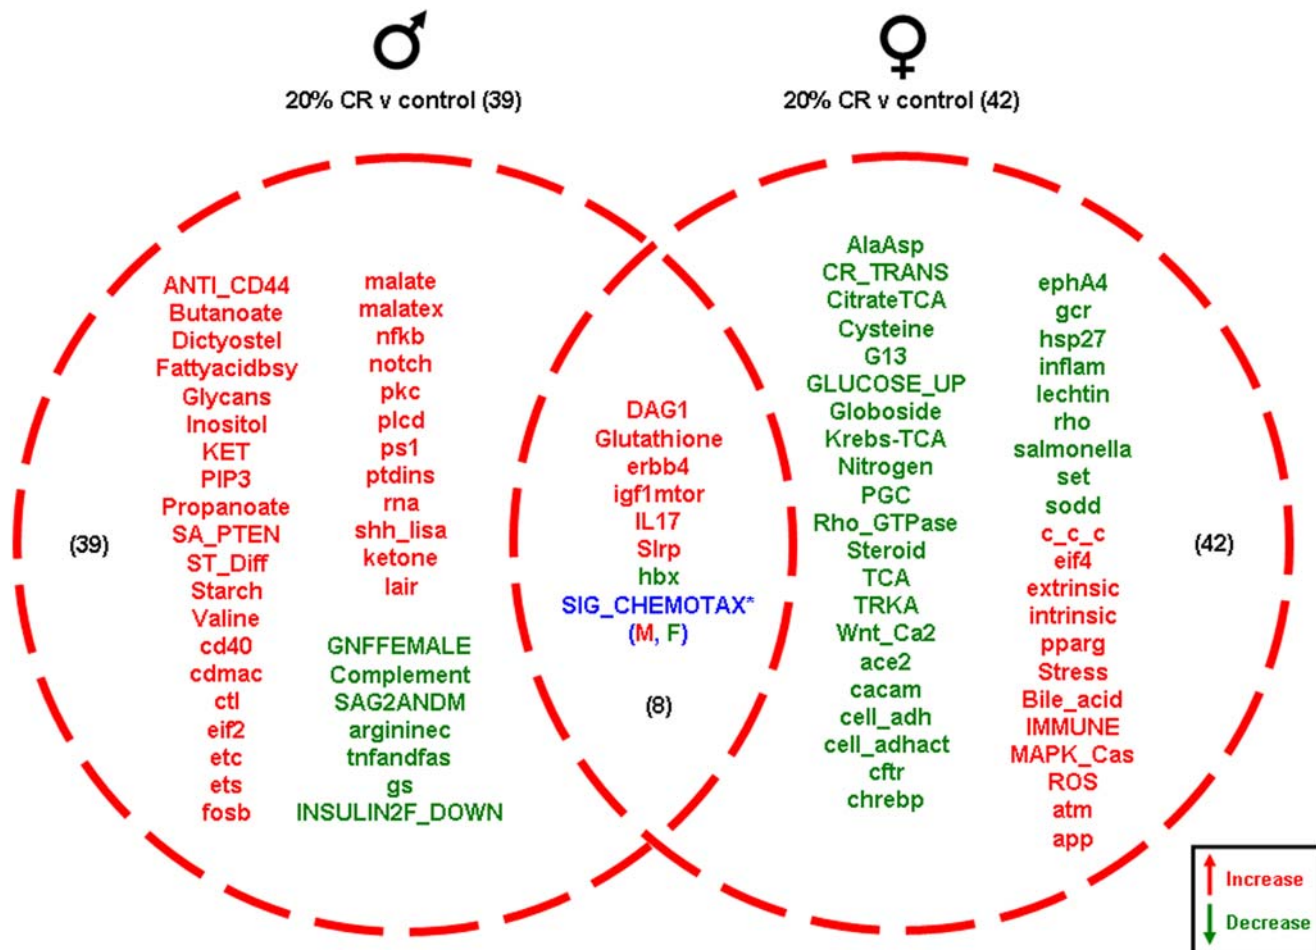 20% CR v control (39)
20% CR v control (42)
ANTI_CD44
Butanoate
Dictyostel
Fattyacidbsy
Glycans
Inositol
KET
PIP3
Propanoate
SA_PTEN
ST_Diff
Starch
Valine
cd40
cdmac
ctl
eif2
etc
ets
fosb
(39)
malate
malatex
nfkb
notch
pkc
plcd
ps1
ptdins
rna
shh_lisa
ketone
lair
GNFFEMALE
Complement
SAG2ANDM
argininec
tnfandfas
gs
INSULIN2F_DOWN
DAG1
Glutathione
erbb4
igf1mtor
IL17
Slrp
hbx
SIG_CHEMOTAX*
(M, F)
(8)
AlaAsp
CR_TRANS
CitrateTCA
Cysteine
G13
GLUCOSE_UP
Globoside
Krebs-TCA
Nitrogen
PGC
Rho_GTPase
Steroid
TCA
TRKA
Wnt_Ca2
ace2
cacam
cell_adh
cell_adhact
cftr
chrebp
ephA4
gcr
hsp27
inflam
lechtin
rho
salmonella
set
sodd
c_c_c
eif4
extrinsic
intrinsic
pparg
Stress
Bile_acid
IMMUNE
MAPK_Cas
ROS
atm
app
(42)
Increase
Decrease